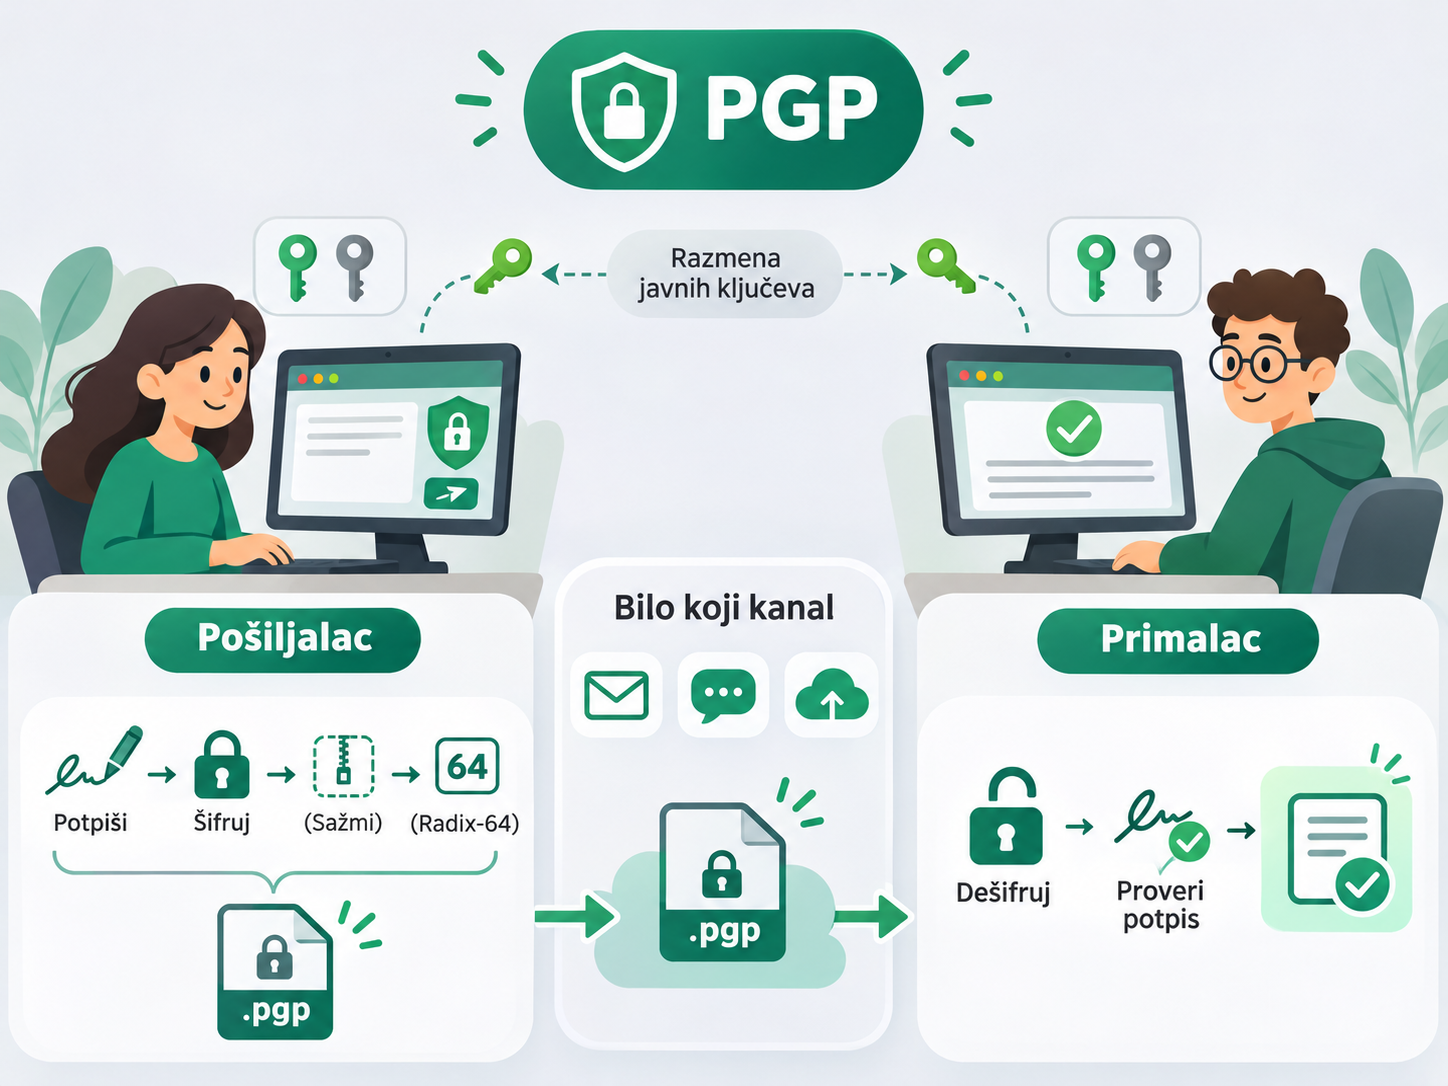 PGP
Razmena
javnih ključeva
Pošiljalac
Potpiši
Šifruj
(Sažmi)
64
(Radix-64)
.pgp
Bilo koji kanal
.pgp
Primalac
Dešifruj
Proveri
potpis